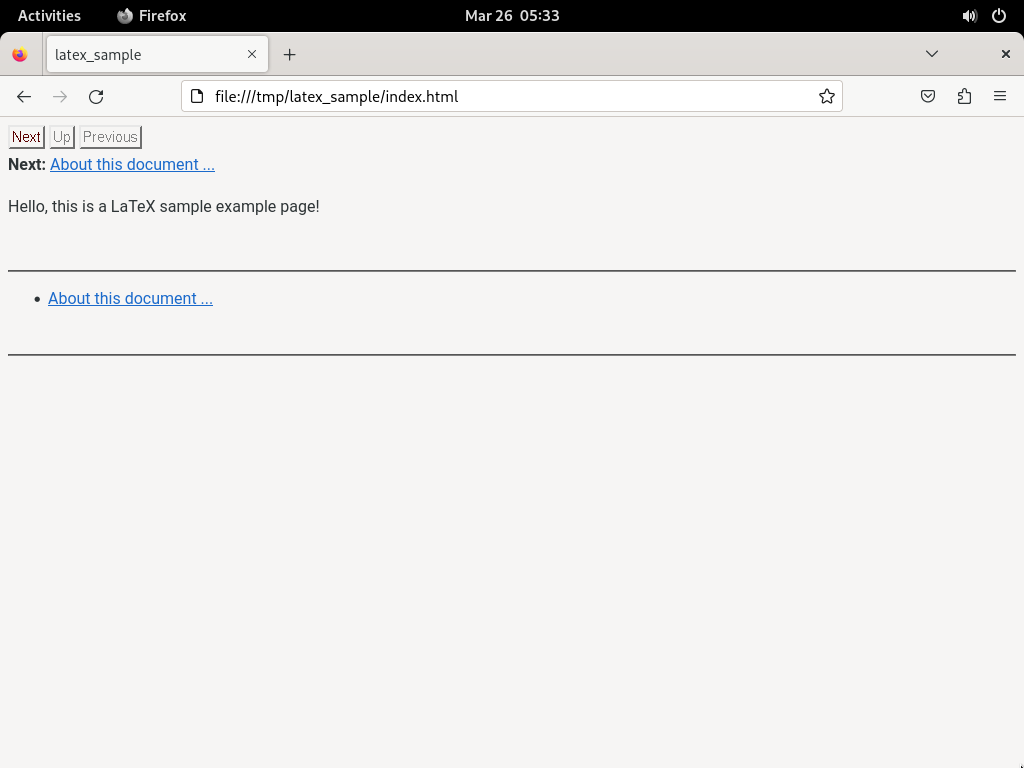 Activities Firefox Mar 26 05:33
latex_sample
file:///tmp/latex_sample/index.html
Next Up Previous
Next: About this document ...
Hello, this is a LaTeX sample example page!
• About this document ...